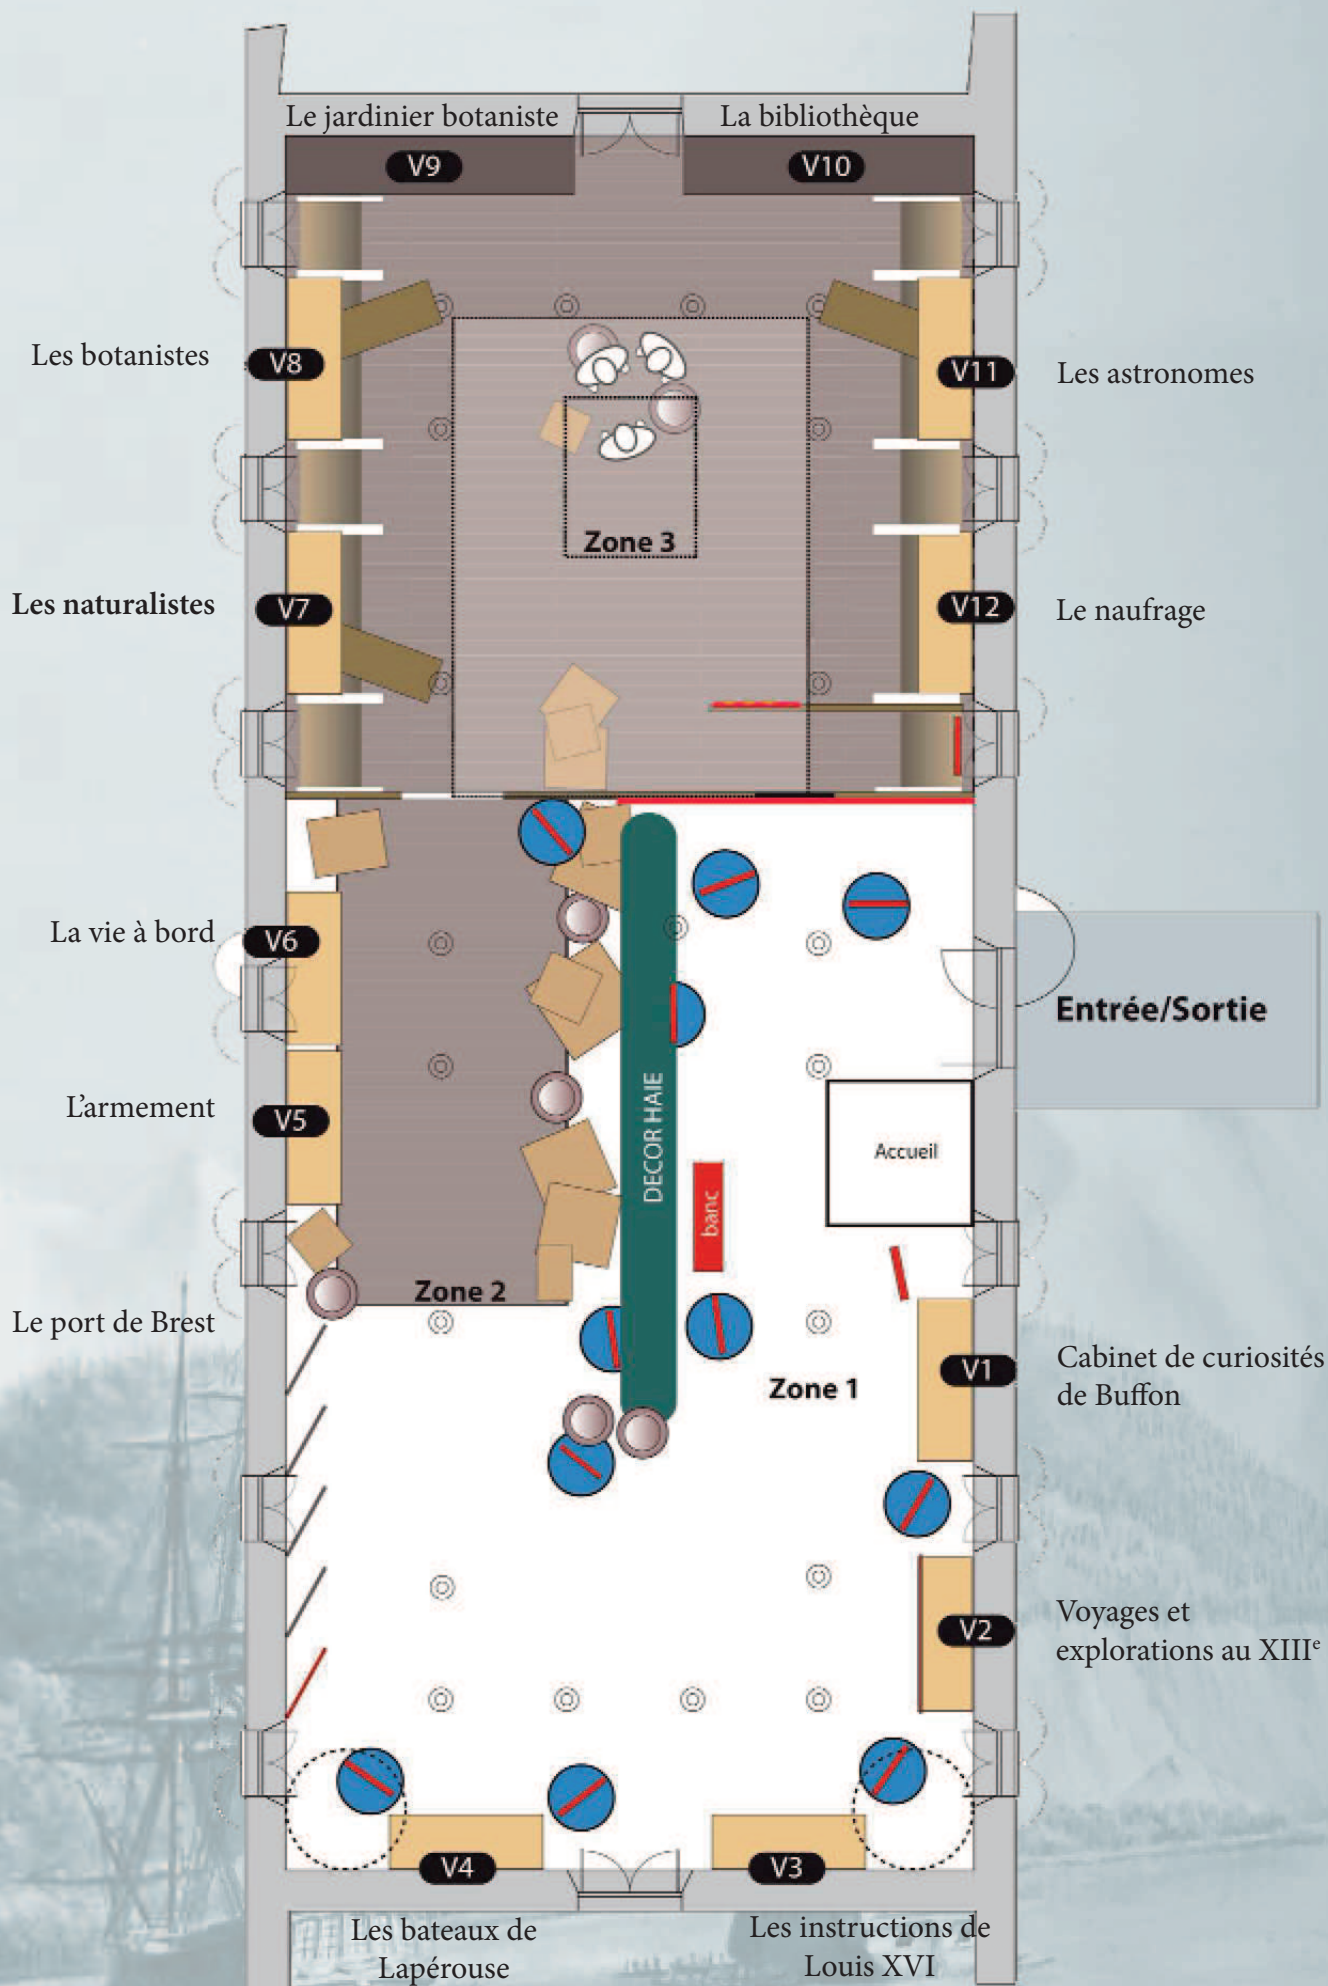 Le jardinier botaniste
La bibliothèque
V9
V10
Les botanistes
V8
V11
Les astronomes
Zone 3
Les naturalistes
V7
V12
Le naufrage
La vie à bord
V6
Entrée/Sortie
L'armement
V5
DECOR HAIE
Accueil
banc
Zone 2
Le port de Brest
Zone 1
V1
Cabinet de curiosités
de Buffon
V2
Voyages et
explorations au XIIIᵉ
V4
V3
Les bateaux de
Lapérouse
Les instructions de
Louis XVI